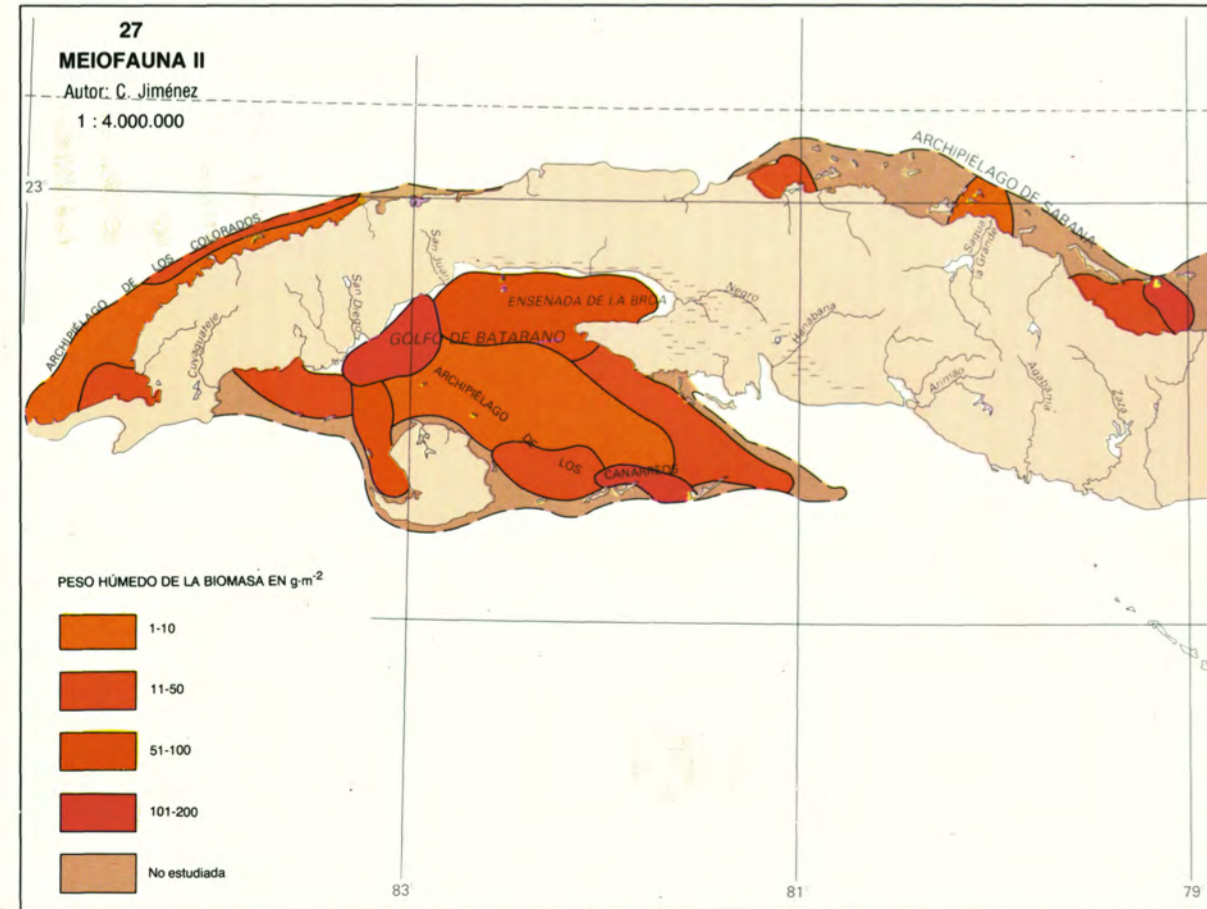 27
MEIOFAUNA II
Autor: C. Jiménez
1 : 4.000.000
23°
ARCHIPIÉLAGO DE SABANA
ARCHIPIÉLAGO DE LOS COLORADOS
Cuyaguateje
San Diego
ENSENADA DE LA BROA
GOLFO DE BATABANO
Negro
Hanábana
Sagua
la Grande
Arimao
Agabama
Zaza
ARCHIPIÉLAGO DE LOS CANARREOS
PESO HÚMEDO DE LA BIOMASA EN g·m⁻²
1-10
11-50
51-100
101-200
No estudiada
83°
81°
79°